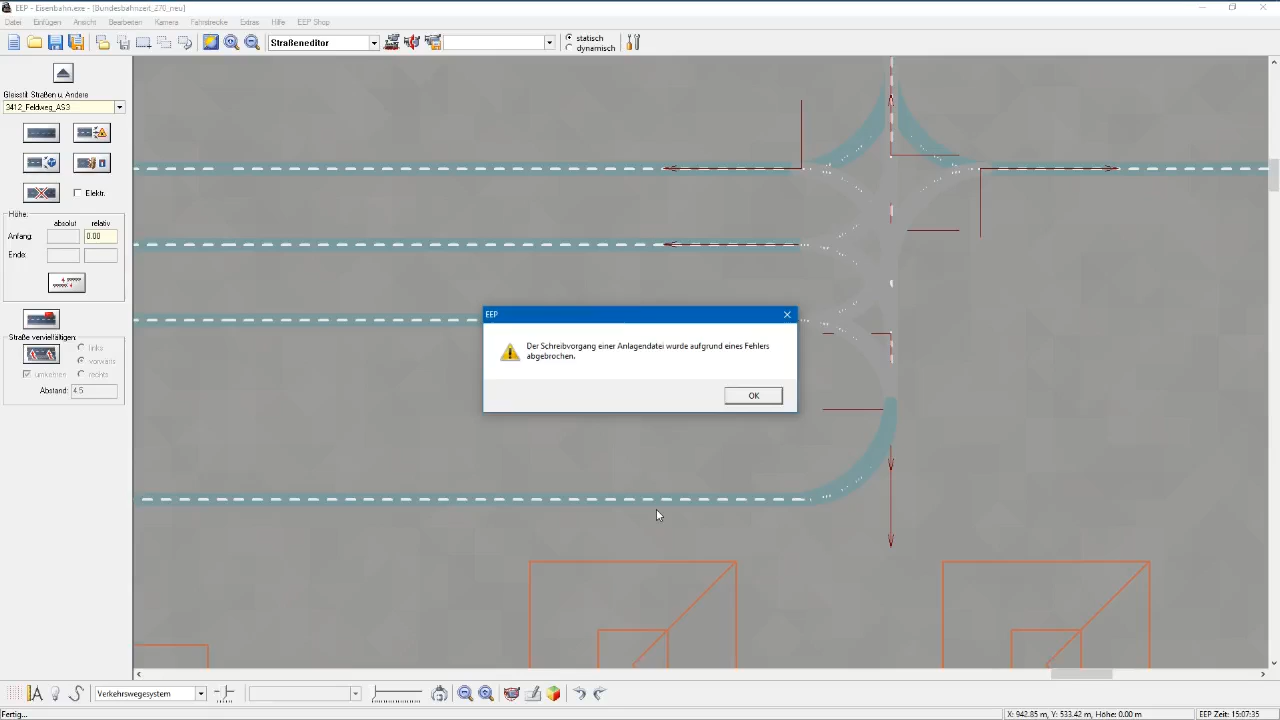 EEP - Eisenbahn.exe - [Bundesbahnzeit_270_neu]
Datei Einfügen Ansicht Bearbeiten Kamera Fahrstrecke Extras Hilfe EEP Shop
Straßeneditor
statisch
dynamisch
Gleisstil: Straßen u. Andere
3412_Feldweg_AS3
Elektr.
Höhe:
absolut relativ
Anfang: 0.00
Ende:
Straße vervielfältigen:
links
vorwärts
umkehren rechts
Abstand: 4.5
EEP
Der Schreibvorgang einer Anlagendatei wurde aufgrund eines Fehlers
abgebrochen.
OK
Verkehrswegesystem
Fertig...
X: 942.85 m, Y: 533.42 m, Höhe: 0.00 m
EEP Zeit: 15:07:35